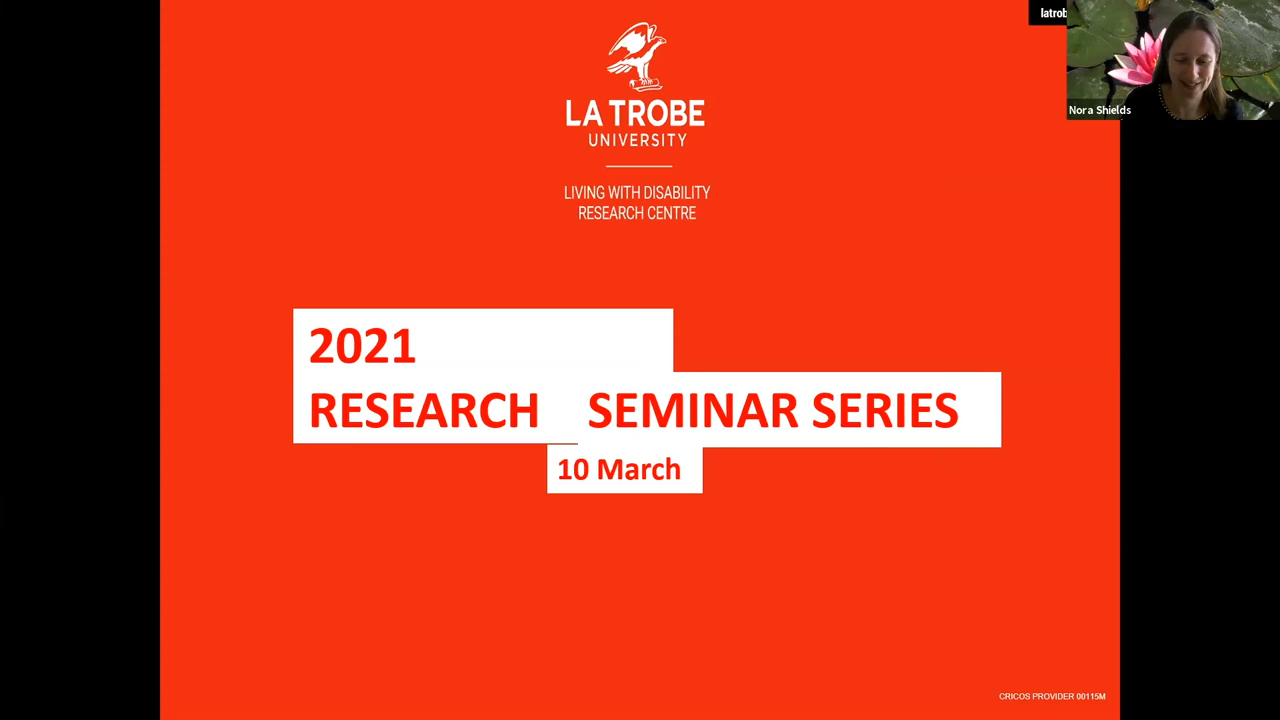 latrob
Nora Shields
LA TROBE
UNIVERSITY
LIVING WITH DISABILITY
RESEARCH CENTRE
2021
RESEARCH SEMINAR SERIES
10 March
CRICOS PROVIDER 00115M